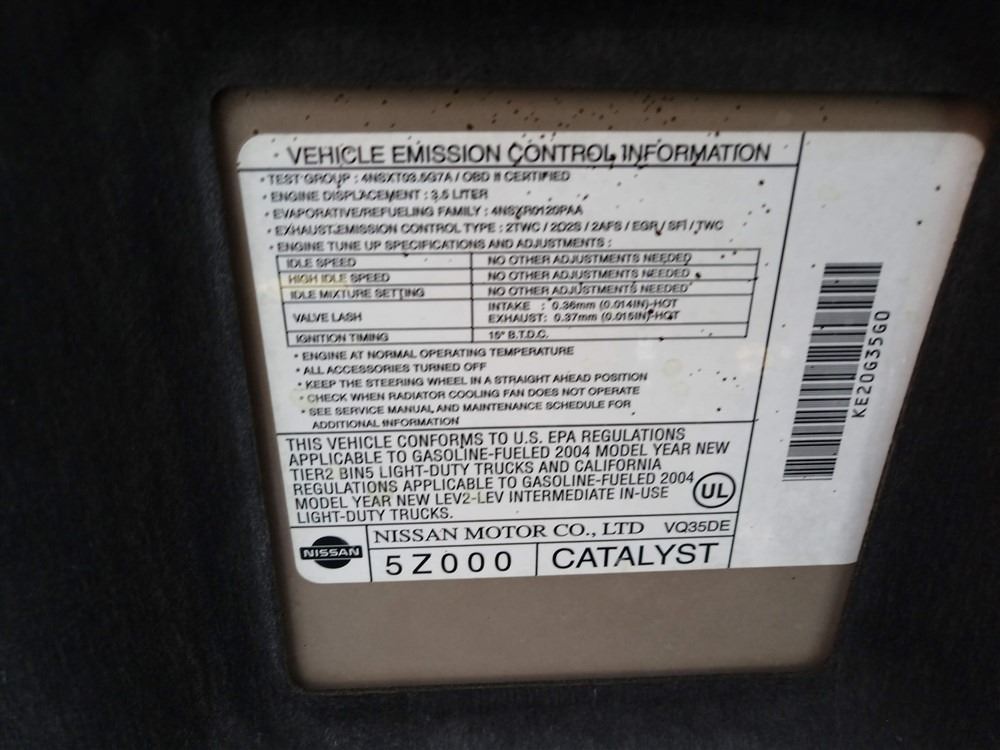 VEHICLE EMISSION CONTROL INFORMATION
• TEST GROUP : 4NSXT03.5G7A / OBD II CERTIFIED
• ENGINE DISPLACEMENT : 3.5 LITER
• EVAPORATIVE/REFUELING FAMILY : 4NSXR0120PAA
• EXHAUST EMISSION CONTROL TYPE : 2TWC / 2O2S / 2AFS / EGR / SFI / TWC
• ENGINE TUNE UP SPECIFICATIONS AND ADJUSTMENTS :
IDLE SPEED NO OTHER ADJUSTMENTS NEEDED
HIGH IDLE SPEED NO OTHER ADJUSTMENTS NEEDED
IDLE MIXTURE SETTING NO OTHER ADJUSTMENTS NEEDED
VALVE LASH INTAKE : 0.36mm (0.014IN)-HOT
EXHAUST: 0.37mm (0.015IN)-HOT
IGNITION TIMING 15° B.T.D.C.
• ENGINE AT NORMAL OPERATING TEMPERATURE
• ALL ACCESSORIES TURNED OFF
• KEEP THE STEERING WHEEL IN A STRAIGHT AHEAD POSITION
• CHECK WHEN RADIATOR COOLING FAN DOES NOT OPERATE
• SEE SERVICE MANUAL AND MAINTENANCE SCHEDULE FOR
ADDITIONAL INFORMATION
THIS VEHICLE CONFORMS TO U.S. EPA REGULATIONS
APPLICABLE TO GASOLINE-FUELED 2004 MODEL YEAR NEW
TIER2 BIN5 LIGHT-DUTY TRUCKS AND CALIFORNIA
REGULATIONS APPLICABLE TO GASOLINE-FUELED 2004
MODEL YEAR NEW LEV2-LEV INTERMEDIATE IN-USE
LIGHT-DUTY TRUCKS.
UL
NISSAN
NISSAN MOTOR CO., LTD VQ35DE
5Z000 CATALYST
KE20G35G0